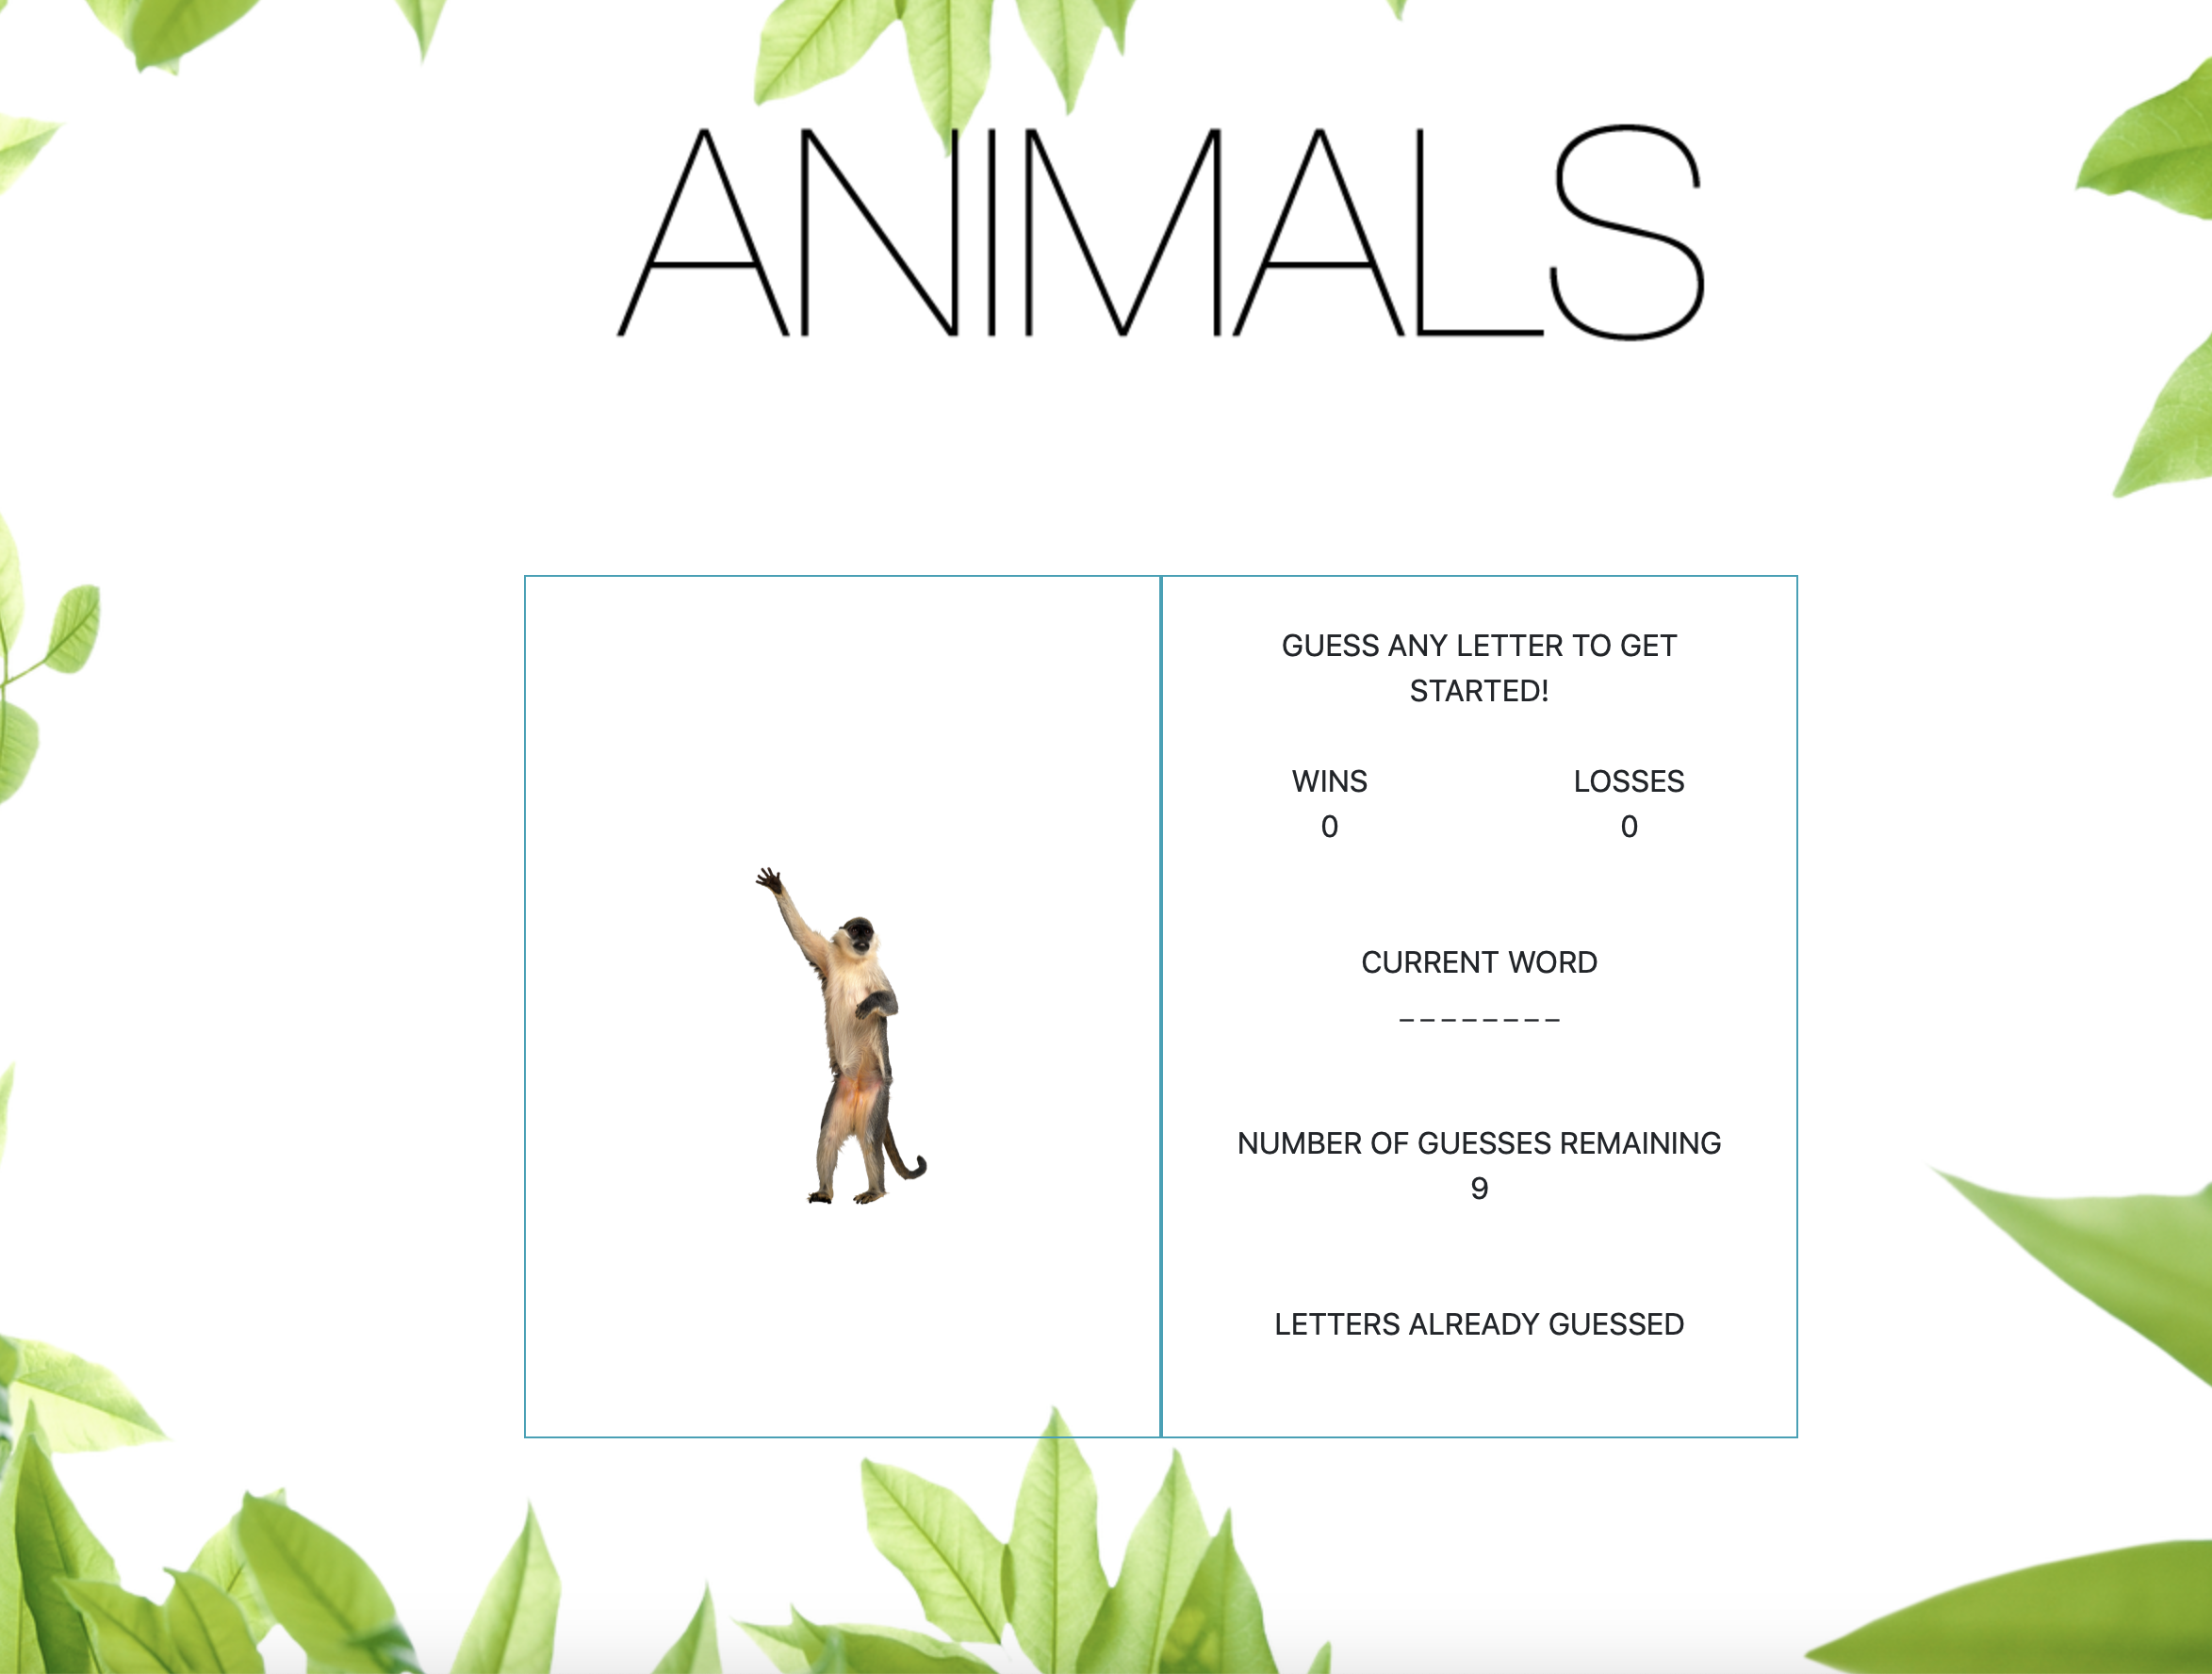 ANIMALS
GUESS ANY LETTER TO GET
STARTED!
WINS
LOSSES
0
0
CURRENT WORD
_ _ _ _ _ _ _ _
NUMBER OF GUESSES REMAINING
9
LETTERS ALREADY GUESSED